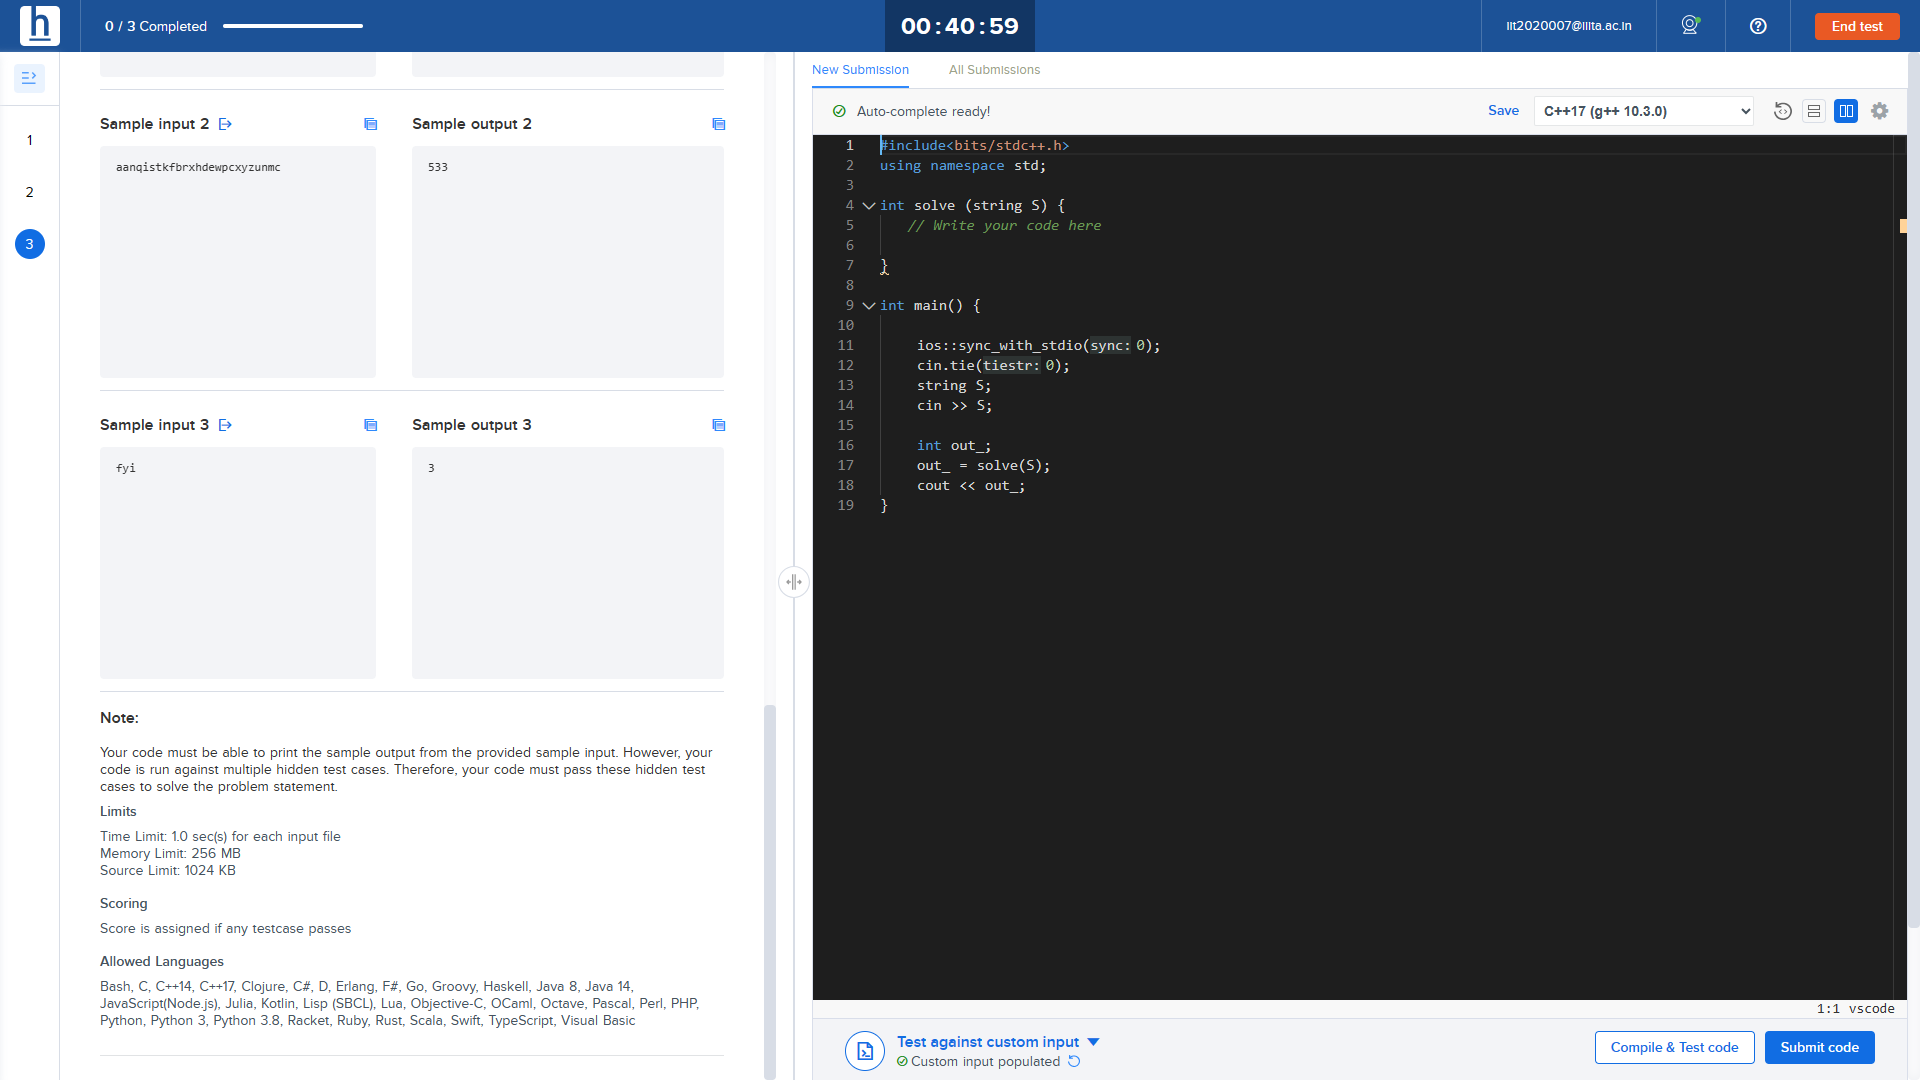 h
0 / 3 Completed
00:40:59
iit2020007@iiita.ac.in
End test
1
2
3
Sample input 2
Sample output 2
aanqistkfbrxhdewpcxyzunmc
533
Sample input 3
Sample output 3
fyi
3
Note:
Your code must be able to print the sample output from the provided sample input. However, your
code is run against multiple hidden test cases. Therefore, your code must pass these hidden test
cases to solve the problem statement.
Limits
Time Limit: 1.0 sec(s) for each input file
Memory Limit: 256 MB
Source Limit: 1024 KB
Scoring
Score is assigned if any testcase passes
Allowed Languages
Bash, C, C++14, C++17, Clojure, C#, D, Erlang, F#, Go, Groovy, Haskell, Java 8, Java 14,
JavaScript(Node.js), Julia, Kotlin, Lisp (SBCL), Lua, Objective-C, OCaml, Octave, Pascal, Perl, PHP,
Python, Python 3, Python 3.8, Racket, Ruby, Rust, Scala, Swift, TypeScript, Visual Basic
New Submission
All Submissions
Auto-complete ready!
Save
C++17 (g++ 10.3.0)
1 #include<bits/stdc++.h>
2 using namespace std;
3
4 int solve (string S) {
5 // Write your code here
6
7 }
8
9 int main() {
10
11 ios::sync_with_stdio(sync: 0);
12 cin.tie(tiestr: 0);
13 string S;
14 cin >> S;
15
16 int out_;
17 out_ = solve(S);
18 cout << out_;
19 }
1:1 vscode
Test against custom input
Custom input populated
Compile & Test code
Submit code